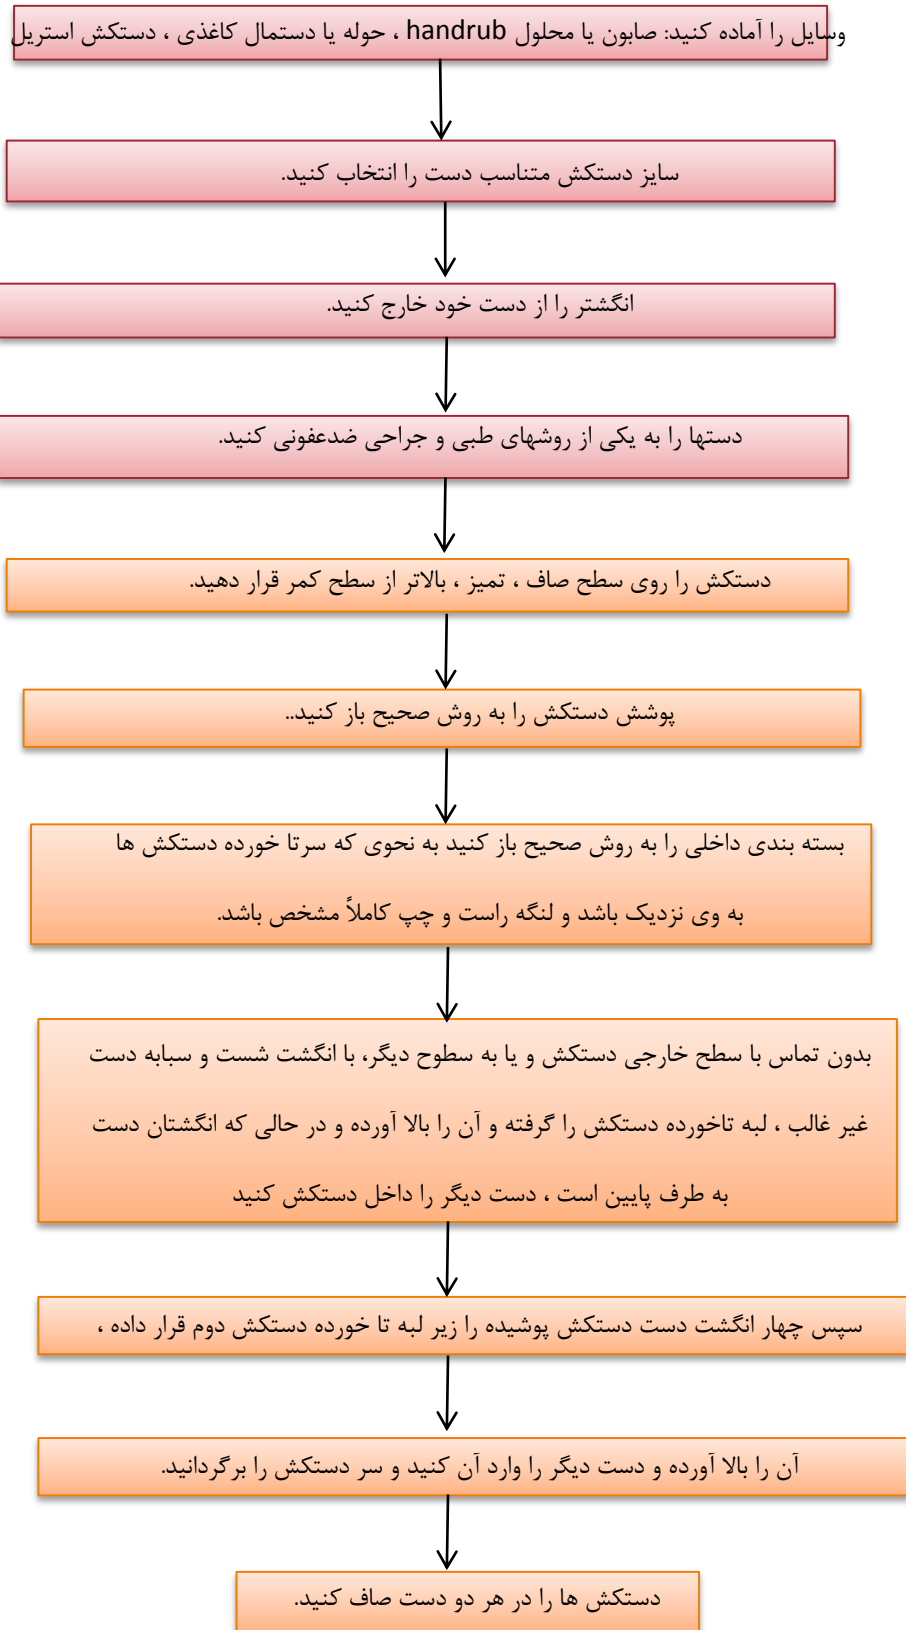 وسایل را آماده کنید: صابون یا محلول handrub ، حوله یا دستمال کاغذی ، دستکش استریل
سایز دستکش متناسب دست را انتخاب کنید.
انگشتر را از دست خود خارج کنید.
دستها را به یکی از روشهای طبی و جراحی ضدعفونی کنید.
دستکش را روی سطح صاف ، تمیز ، بالاتر از سطح کمر قرار دهید.
پوشش دستکش را به روش صحیح باز کنید..
بسته بندی داخلی را به روش صحیح باز کنید به نحوی که سرتا خورده دستکش ها
به وی نزدیک باشد و لنگه راست و چپ کاملاً مشخص باشد.
بدون تماس با سطح خارجی دستکش و یا به سطوح دیگر، با انگشت شست و سبابه دست
غیر غالب ، لبه تاخورده دستکش را گرفته و آن را بالا آورده و در حالی که انگشتان دست
به طرف پایین است ، دست دیگر را داخل دستکش کنید
سپس چهار انگشت دست دستکش پوشیده را زیر لبه تا خورده دستکش دوم قرار داده ،
آن را بالا آورده و دست دیگر را وارد آن کنید و سر دستکش را برگردانید.
دستکش ها را در هر دو دست صاف کنید.